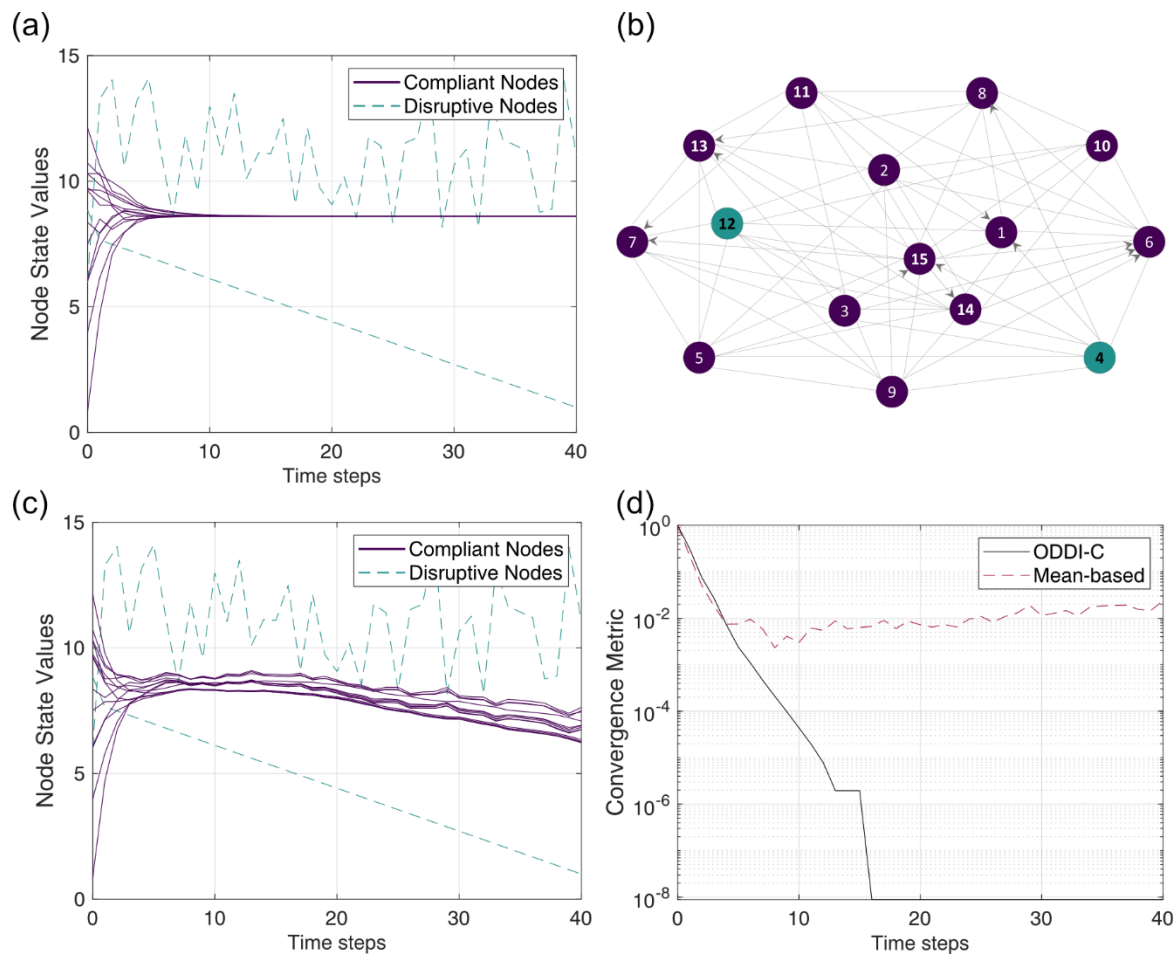 (a)
15
10
5
0
Node State Values
Compliant Nodes
Disruptive Nodes
0 10 20 30 40
Time steps
(b)
11
8
13
10
2
12
7
1
6
15
3
14
5
4
9
(c)
15
10
5
0
Node State Values
Compliant Nodes
Disruptive Nodes
0 10 20 30 40
Time steps
(d)
10^0
10^-2
10^-4
10^-6
10^-8
Convergence Metric
ODDI-C
Mean-based
0 10 20 30 40
Time steps